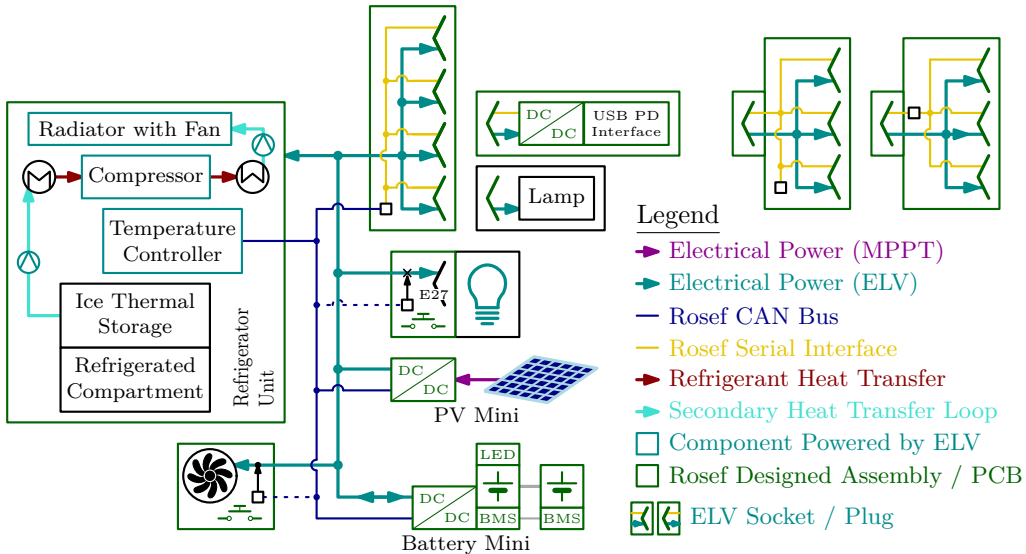 Radiator with Fan
Compressor
Temperature
Controller
Ice Thermal
Storage
Refrigerated
Compartment
Refrigerator
Unit
DC
DC
USB PD
Interface
Lamp
E27
DC
DC
PV Mini
LED
DC
DC
BMS
BMS
Battery Mini
Legend
Electrical Power (MPPT)
Electrical Power (ELV)
Rosef CAN Bus
Rosef Serial Interface
Refrigerant Heat Transfer
Secondary Heat Transfer Loop
Component Powered by ELV
Rosef Designed Assembly / PCB
ELV Socket / Plug